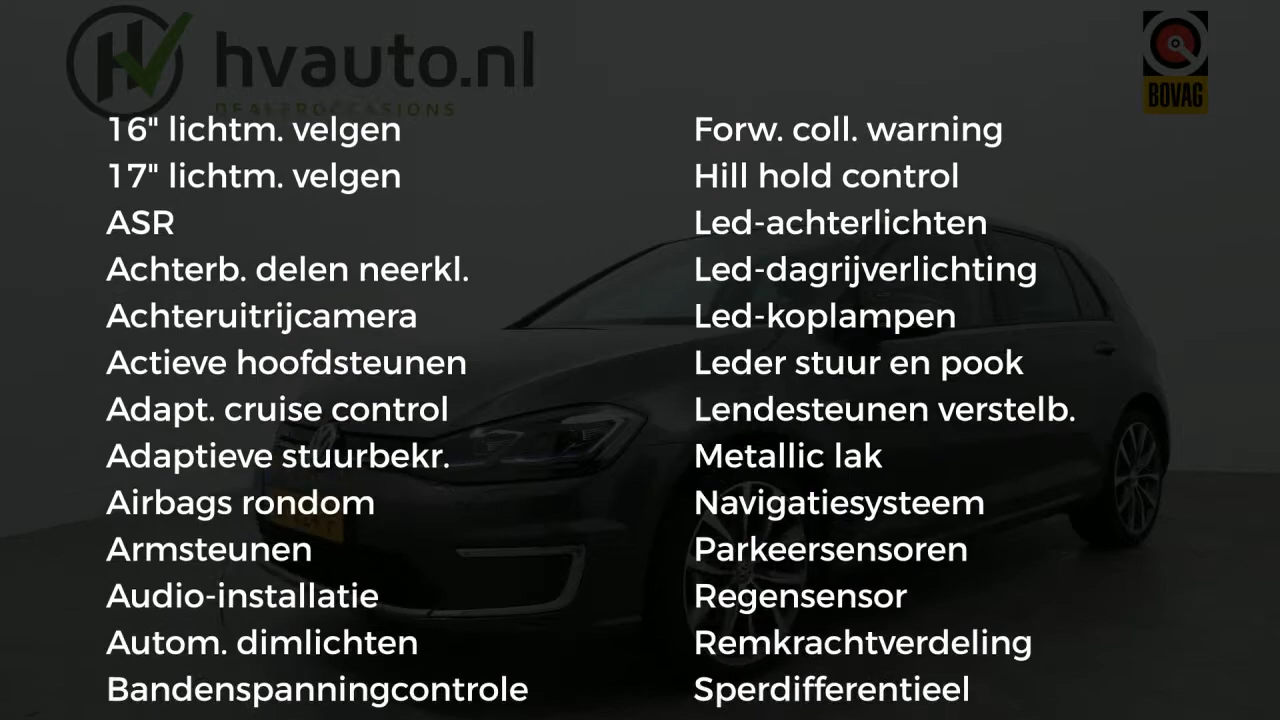 hvauto.nl
DEALEROCCASIONS
BOVAG
16" lichtm. velgen
17" lichtm. velgen
ASR
Achterb. delen neerkl.
Achteruitrijcamera
Actieve hoofdsteunen
Adapt. cruise control
Adaptieve stuurbekr.
Airbags rondom
Armsteunen
Audio-installatie
Autom. dimlichten
Bandenspanningcontrole
Forw. coll. warning
Hill hold control
Led-achterlichten
Led-dagrijverlichting
Led-koplampen
Leder stuur en pook
Lendesteunen verstelb.
Metallic lak
Navigatiesysteem
Parkeersensoren
Regensensor
Remkrachtverdeling
Sperdifferentieel